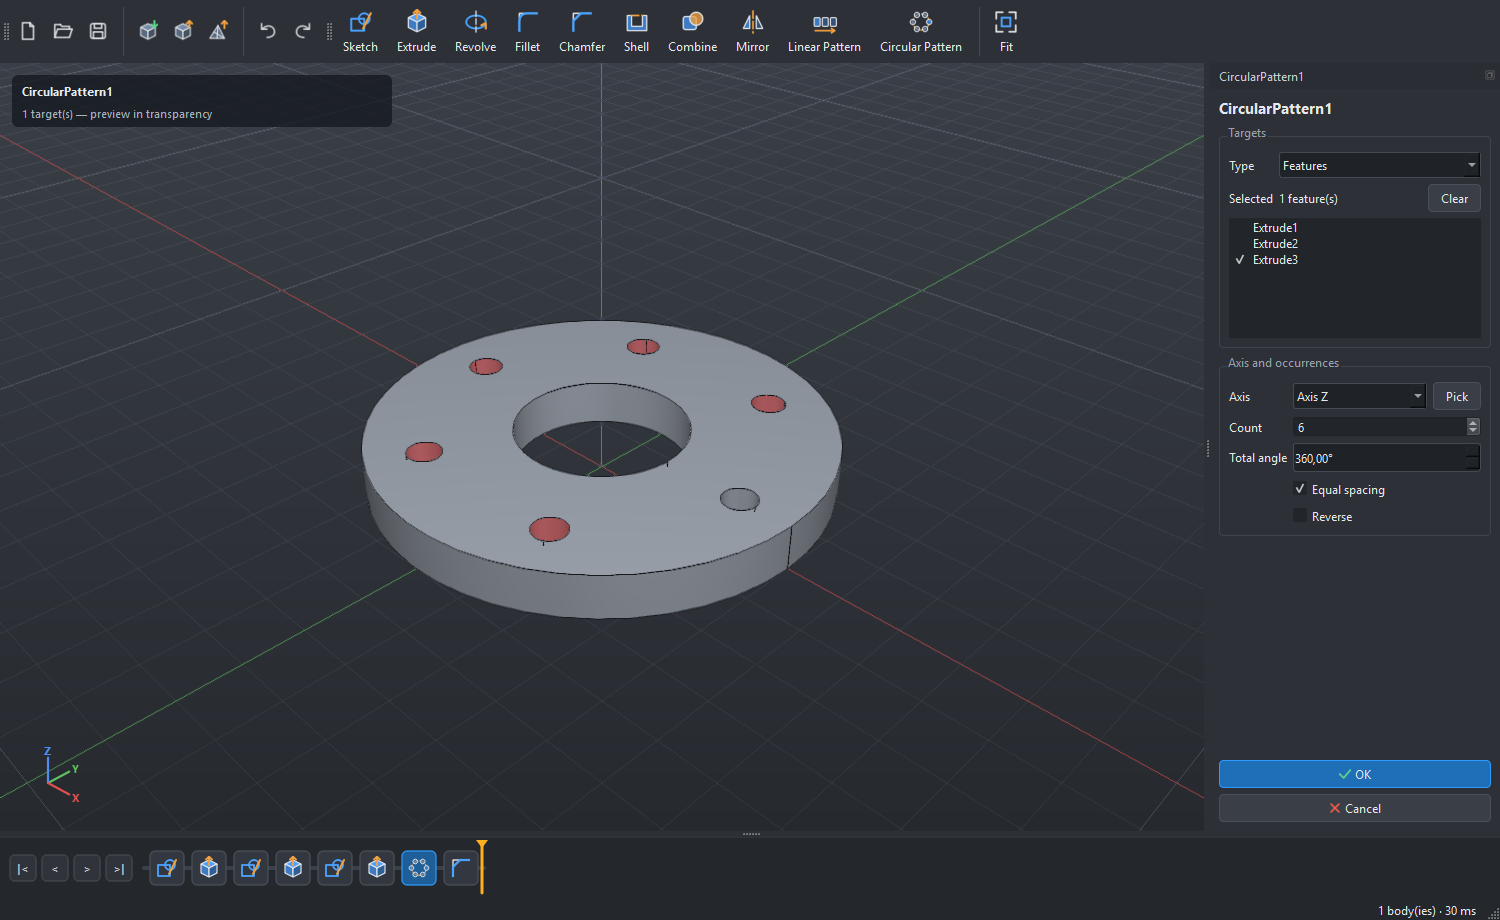 Sketch
Extrude
Revolve
Fillet
Chamfer
Shell
Combine
Mirror
Linear Pattern
Circular Pattern
Fit
CircularPattern1
1 target(s) — preview in transparency
CircularPattern1
CircularPattern1
Targets
Type Features
Selected 1 feature(s) Clear
Extrude1
Extrude2
Extrude3
Axis and occurrences
Axis Axis Z Pick
Count 6
Total angle 360,00°
Equal spacing
Reverse
OK
Cancel
Z
Y
X
|< < > >|
1 body(ies) · 30 ms